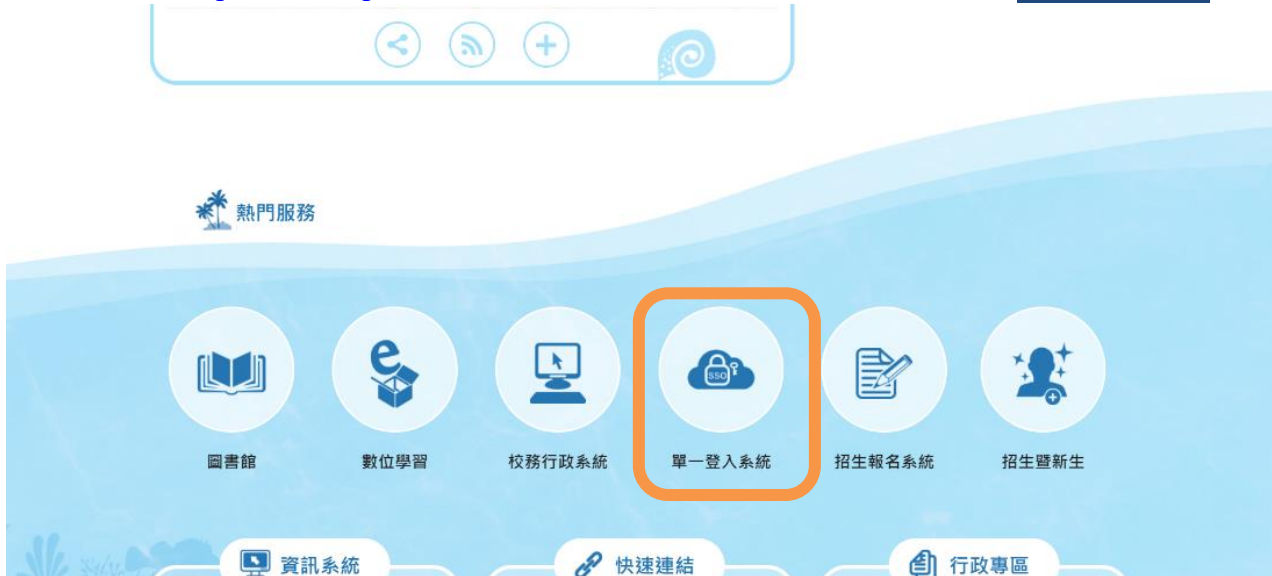 熱門服務
e
SSO
圖書館
數位學習
校務行政系統
單一登入系統
招生報名系統
招生暨新生
資訊系統
快速連結
行政專區